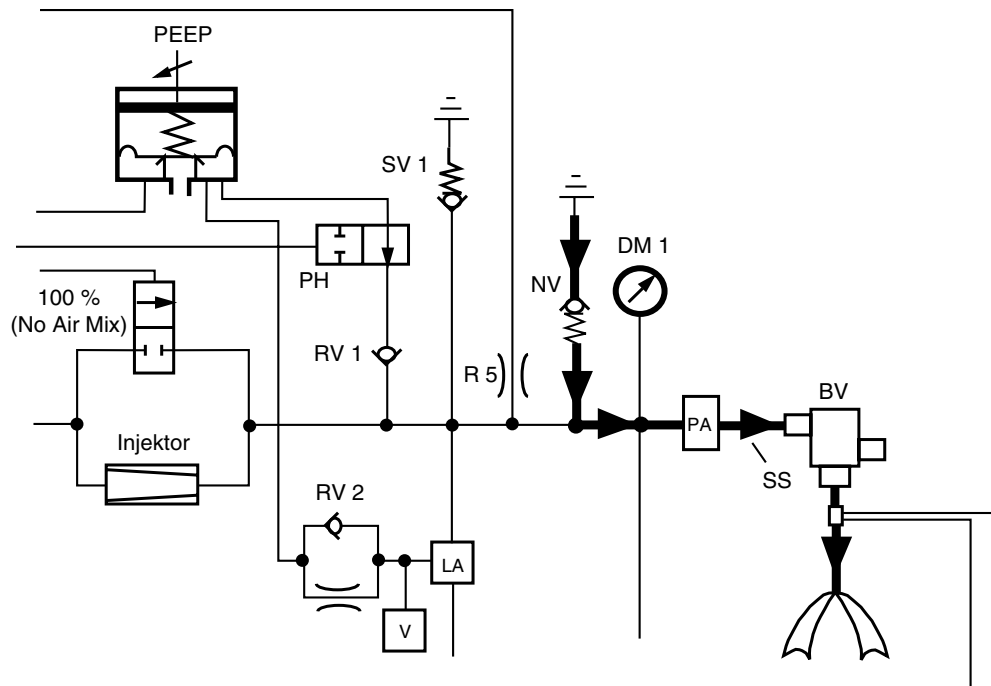 PEEP
SV 1
DM 1
NV
PH
100 %
(No Air Mix)
RV 1
R 5
BV
PA
Injektor
SS
RV 2
LA
V